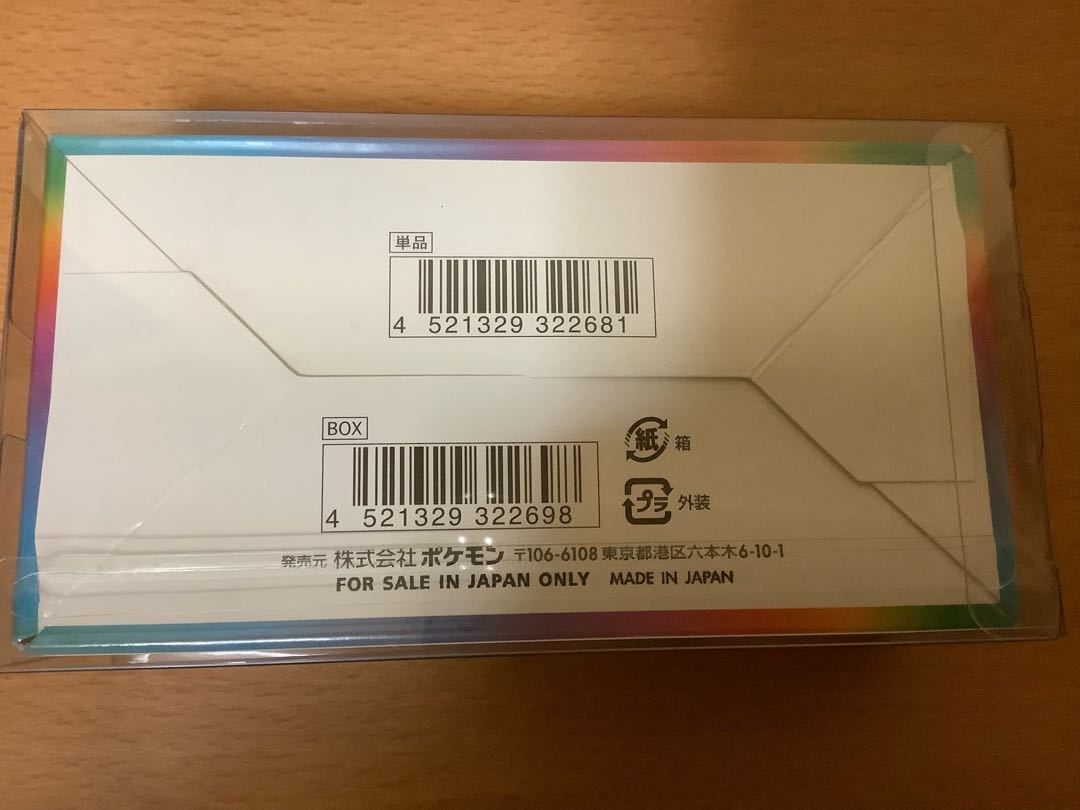 単品
4 521329 322681
BOX
4 521329 322698
紙 箱
プラ 外装
発売元 株式会社 ポケモン 〒106-6108 東京都港区六本木6-10-1
FOR SALE IN JAPAN ONLY MADE IN JAPAN